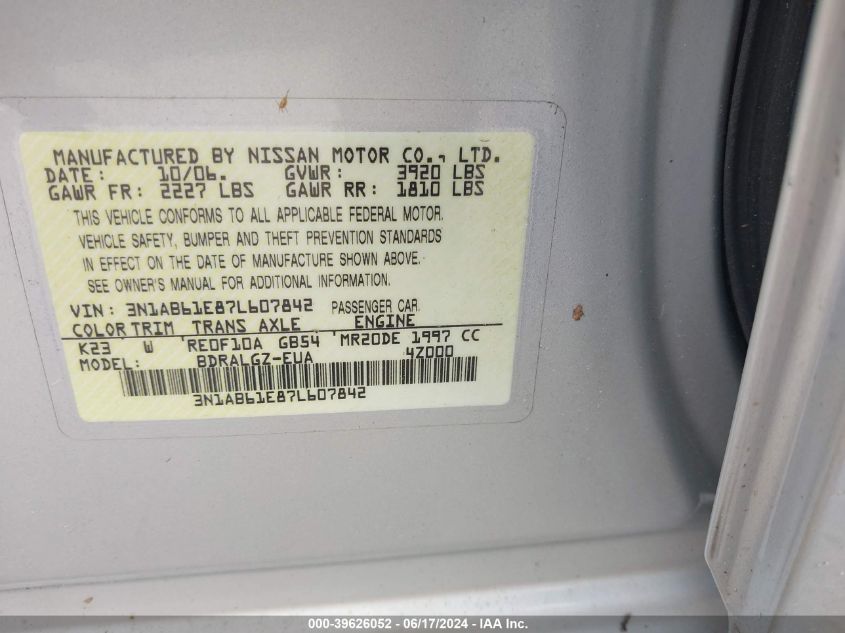 MANUFACTURED BY NISSAN MOTOR CO., LTD.
DATE: 10/06. GVWR: 3920 LBS
GAWR FR: 2227 LBS GAWR RR: 1810 LBS
THIS VEHICLE CONFORMS TO ALL APPLICABLE FEDERAL MOTOR.
VEHICLE SAFETY, BUMPER AND THEFT PREVENTION STANDARDS
IN EFFECT ON THE DATE OF MANUFACTURE SHOWN ABOVE.
SEE OWNER'S MANUAL FOR ADDITIONAL INFORMATION.
VIN: 3N1AB61E87L607842 PASSENGER CAR
COLOR TRIM TRANS AXLE ENGINE
K23 W 'RE0F10A GB54 'MR20DE 1997 CC
MODEL: BDRALGZ-EUA 4Z000
3N1AB61E87L607842
000-39626052 - 06/17/2024 - IAA Inc.